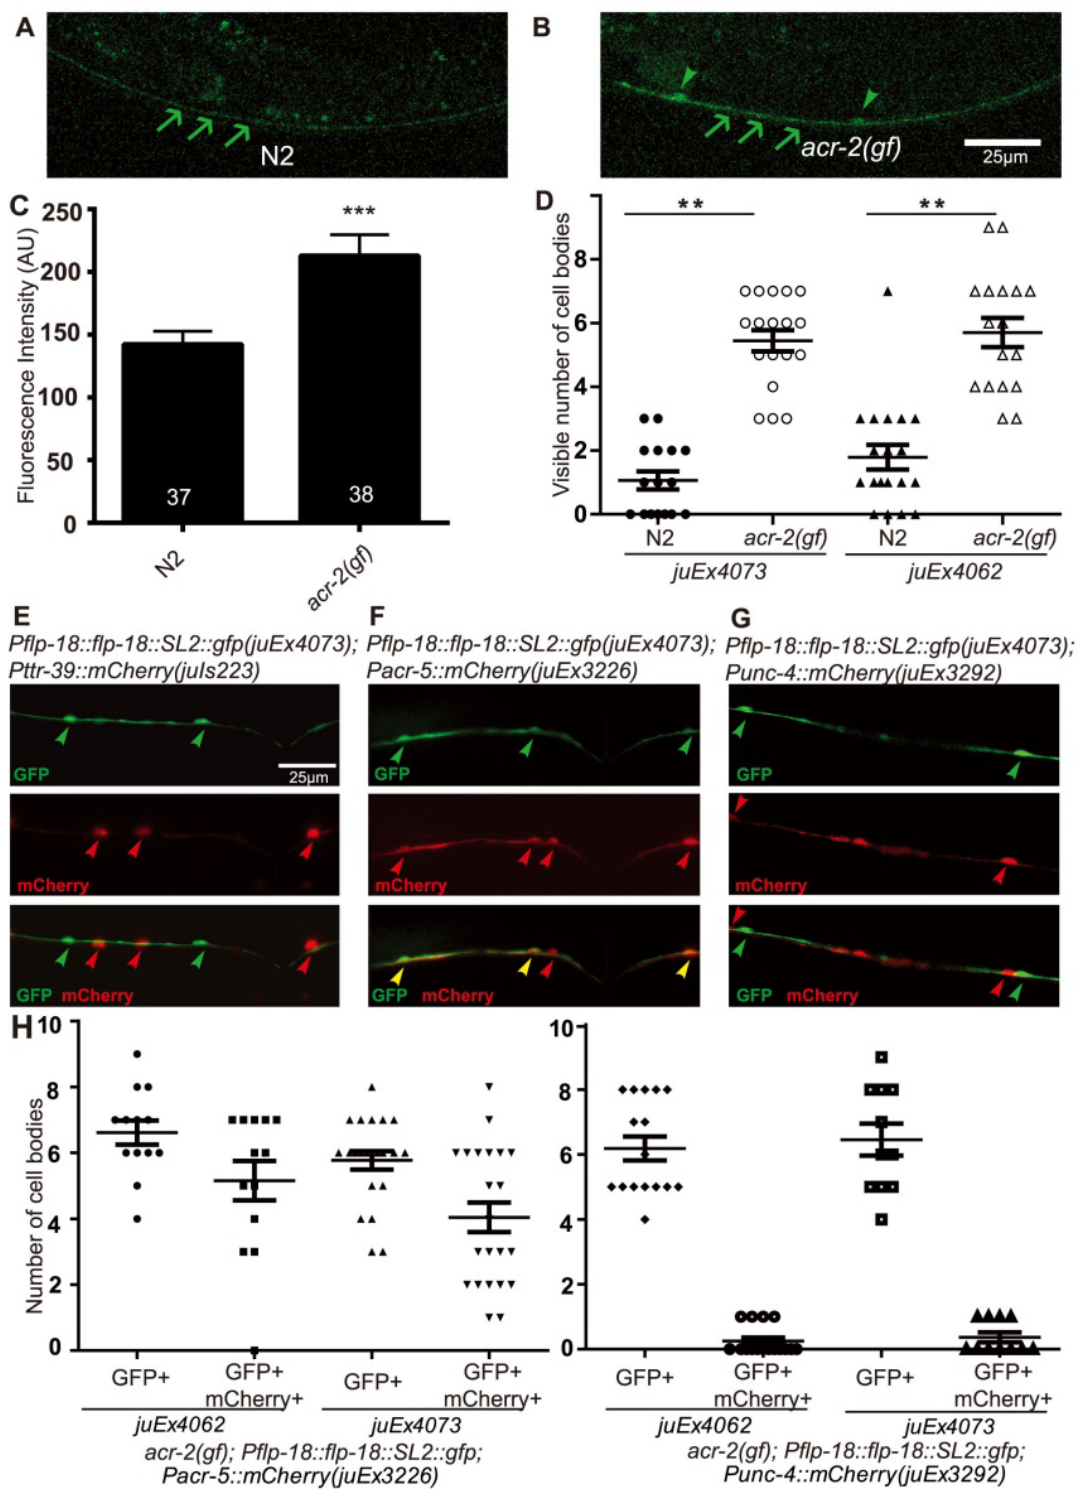 A
B
N2
acr-2(gf)
25μm
C
Fluorescence Intensity (AU)
250
200
150
100
50
0
***
37
38
N2
acr-2(gf)
D
Visible number of cell bodies
8
6
4
2
0
**
**
N2
acr-2(gf)
N2
acr-2(gf)
juEx4073
juEx4062
E
Pflp-18::flp-18::SL2::gfp(juEx4073);
Pttr-39::mCherry(juIs223)
GFP
25μm
mCherry
GFP mCherry
F
Pflp-18::flp-18::SL2::gfp(juEx4073);
Pacr-5::mCherry(juEx3226)
GFP
mCherry
GFP mCherry
G
Pflp-18::flp-18::SL2::gfp(juEx4073);
Punc-4::mCherry(juEx3292)
GFP
mCherry
GFP mCherry
H
Number of cell bodies
10
8
6
4
2
0
GFP+
GFP+
mCherry+
GFP+
GFP+
mCherry+
juEx4062
juEx4073
acr-2(gf); Pflp-18::flp-18::SL2::gfp;
Pacr-5::mCherry(juEx3226)
10
8
6
4
2
0
GFP+
GFP+
mCherry+
GFP+
GFP+
mCherry+
juEx4062
juEx4073
acr-2(gf); Pflp-18::flp-18::SL2::gfp;
Punc-4::mCherry(juEx3292)